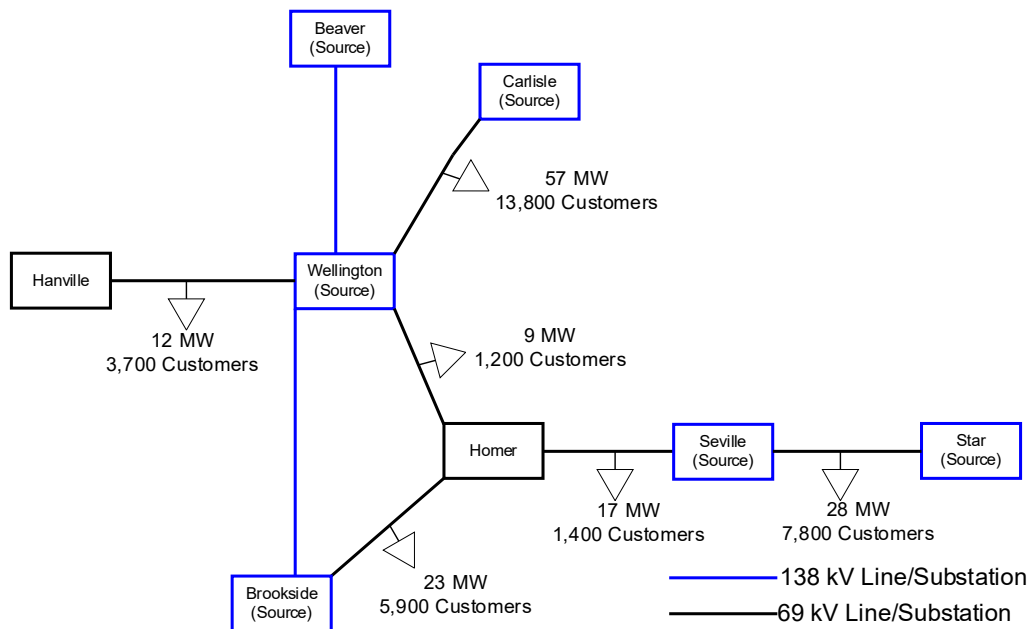 Beaver
(Source)
Carlisle
(Source)
57 MW
13,800 Customers
Hanville
Wellington
(Source)
12 MW
3,700 Customers
9 MW
1,200 Customers
Homer
Seville
(Source)
Star
(Source)
17 MW
1,400 Customers
28 MW
7,800 Customers
Brookside
(Source)
23 MW
5,900 Customers
138 kV Line/Substation
69 kV Line/Substation